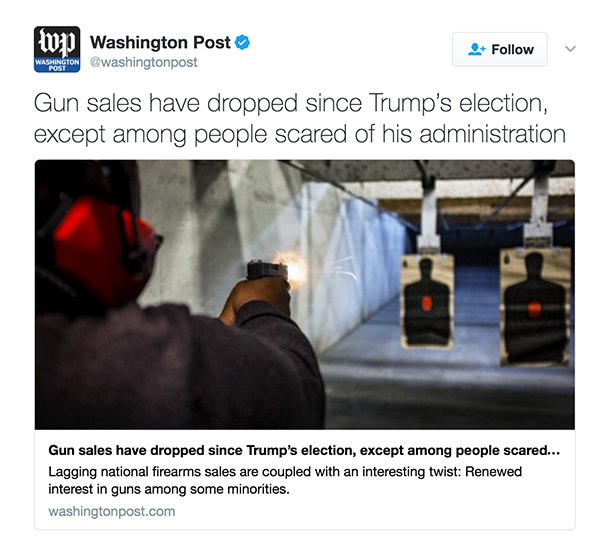 wp
WASHINGTON
POST
Washington Post
@washingtonpost
Follow
Gun sales have dropped since Trump’s election,
except among people scared of his administration
Gun sales have dropped since Trump’s election, except among people scared...
Lagging national firearms sales are coupled with an interesting twist: Renewed
interest in guns among some minorities.
washingtonpost.com